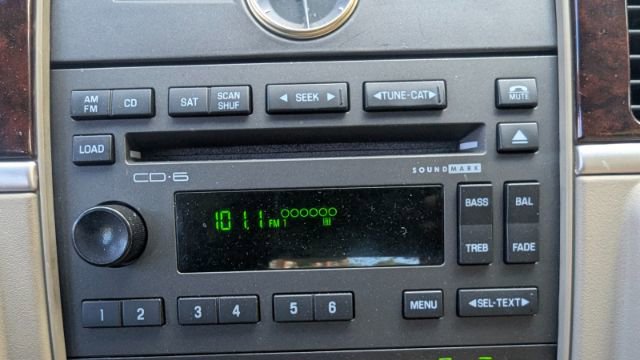 AM FM CD SAT SCAN SHUF SEEK TUNE-CAT MUTE
LOAD
SOUNDMARK
CD·6
101.1 FM 1
BASS BAL
TREB FADE
1 2 3 4 5 6 MENU SEL-TEXT